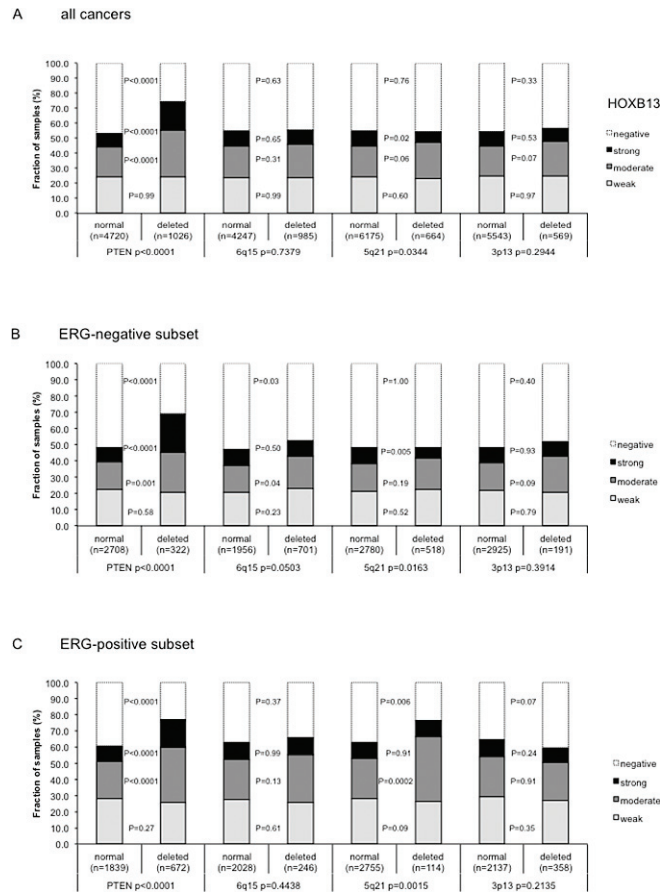 A all cancers
100.0
90.0
80.0
70.0
60.0
50.0
40.0
30.0
20.0
10.0
0.0
Fraction of samples (%)
P<0.0001 P=0.63 P=0.76 P=0.33
P<0.0001 P=0.65 P=0.02 P=0.53
P<0.0001 P=0.31 P=0.06 P=0.07
P=0.99 P=0.99 P=0.60 P=0.97
HOXB13
negative
strong
moderate
weak
normal deleted normal deleted normal deleted normal deleted
(n=4720) (n=1026) (n=4247) (n=985) (n=6175) (n=664) (n=5543) (n=569)
PTEN p<0.0001 6q15 p=0.7379 5q21 p=0.0344 3p13 p=0.2944
B ERG-negative subset
100.0
90.0
80.0
70.0
60.0
50.0
40.0
30.0
20.0
10.0
0.0
Fraction of samples (%)
P<0.0001 P=0.03 P=1.00 P=0.40
P<0.0001 P=0.50 P=0.005 P=0.93
P=0.001 P=0.04 P=0.19 P=0.09
P=0.58 P=0.23 P=0.52 P=0.79
negative
strong
moderate
weak
normal deleted normal deleted normal deleted normal deleted
(n=2708) (n=322) (n=1956) (n=701) (n=2780) (n=518) (n=2925) (n=191)
PTEN p<0.0001 6q15 p=0.0503 5q21 p=0.0163 3p13 p=0.3914
C ERG-positive subset
100.0
90.0
80.0
70.0
60.0
50.0
40.0
30.0
20.0
10.0
0.0
Fraction of samples (%)
P<0.0001 P=0.37 P=0.006 P=0.07
P<0.0001 P=0.99 P=0.91 P=0.24
P<0.0001 P=0.13 P=0.0002 P=0.91
P=0.27 P=0.61 P=0.09 P=0.35
negative
strong
moderate
weak
normal deleted normal deleted normal deleted normal deleted
(n=1839) (n=672) (n=2028) (n=246) (n=2755) (n=114) (n=2137) (n=358)
PTEN p<0.0001 6q15 p=0.4438 5q21 p=0.0015 3p13 p=0.2135